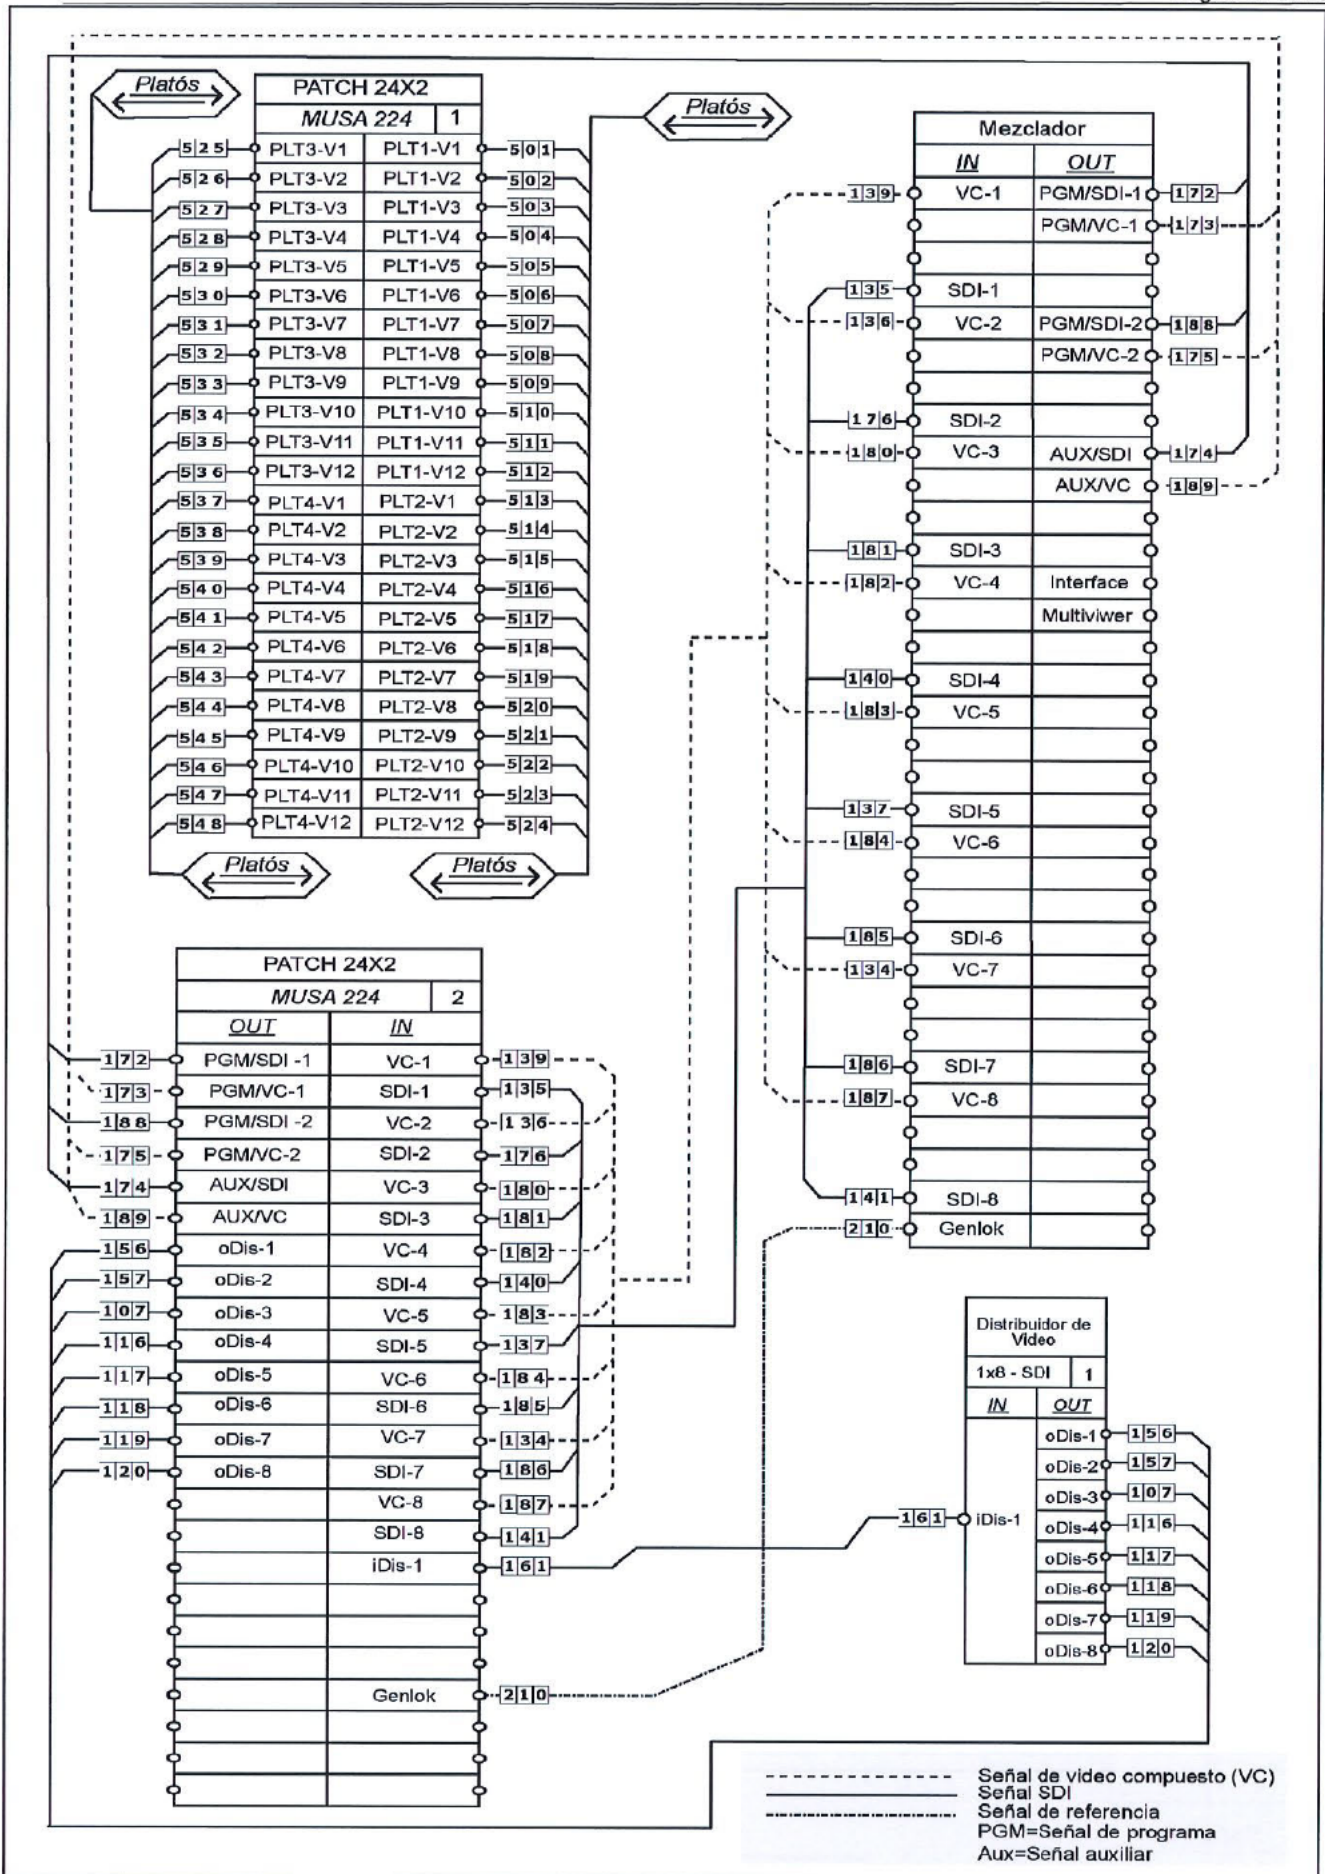 Platós
PATCH 24X2
MUSA 224 1
Platós
525 PLT3-V1 PLT1-V1 501
526 PLT3-V2 PLT1-V2 502
527 PLT3-V3 PLT1-V3 503
528 PLT3-V4 PLT1-V4 504
529 PLT3-V5 PLT1-V5 505
530 PLT3-V6 PLT1-V6 506
531 PLT3-V7 PLT1-V7 507
532 PLT3-V8 PLT1-V8 508
533 PLT3-V9 PLT1-V9 509
534 PLT3-V10 PLT1-V10 510
535 PLT3-V11 PLT1-V11 511
536 PLT3-V12 PLT1-V12 512
537 PLT4-V1 PLT2-V1 513
538 PLT4-V2 PLT2-V2 514
539 PLT4-V3 PLT2-V3 515
540 PLT4-V4 PLT2-V4 516
541 PLT4-V5 PLT2-V5 517
542 PLT4-V6 PLT2-V6 518
543 PLT4-V7 PLT2-V7 519
544 PLT4-V8 PLT2-V8 520
545 PLT4-V9 PLT2-V9 521
546 PLT4-V10 PLT2-V10 522
547 PLT4-V11 PLT2-V11 523
548 PLT4-V12 PLT2-V12 524
Platós
Platós
Mezclador
IN OUT
139 VC-1 PGM/SDI-1 172
PGM/VC-1 173
135 SDI-1
136 VC-2 PGM/SDI-2 188
PGM/VC-2 175
176 SDI-2
180 VC-3 AUX/SDI 174
AUX/VC 189
181 SDI-3
182 VC-4 Interface
Multiviwer
140 SDI-4
183 VC-5
137 SDI-5
184 VC-6
185 SDI-6
134 VC-7
186 SDI-7
187 VC-8
141 SDI-8
210 Genlok
PATCH 24X2
MUSA 224 2
OUT IN
172 PGM/SDI -1 VC-1 139
173 PGM/VC-1 SDI-1 135
188 PGM/SDI -2 VC-2 136
175 PGM/VC-2 SDI-2 176
174 AUX/SDI VC-3 180
189 AUX/VC SDI-3 181
156 oDis-1 VC-4 182
157 oDis-2 SDI-4 140
107 oDis-3 VC-5 183
116 oDis-4 SDI-5 137
117 oDis-5 VC-6 184
118 oDis-6 SDI-6 185
119 oDis-7 VC-7 134
120 oDis-8 SDI-7 186
VC-8 187
SDI-8 141
iDis-1 161
Genlok 210
Distribuidor de
Video
1x8 - SDI 1
IN OUT
oDis-1 156
oDis-2 157
oDis-3 107
161 iDis-1
oDis-4 116
oDis-5 117
oDis-6 118
oDis-7 119
oDis-8 120
Señal de video compuesto (VC)
Señal SDI
Señal de referencia
PGM=Señal de programa
Aux=Señal auxiliar